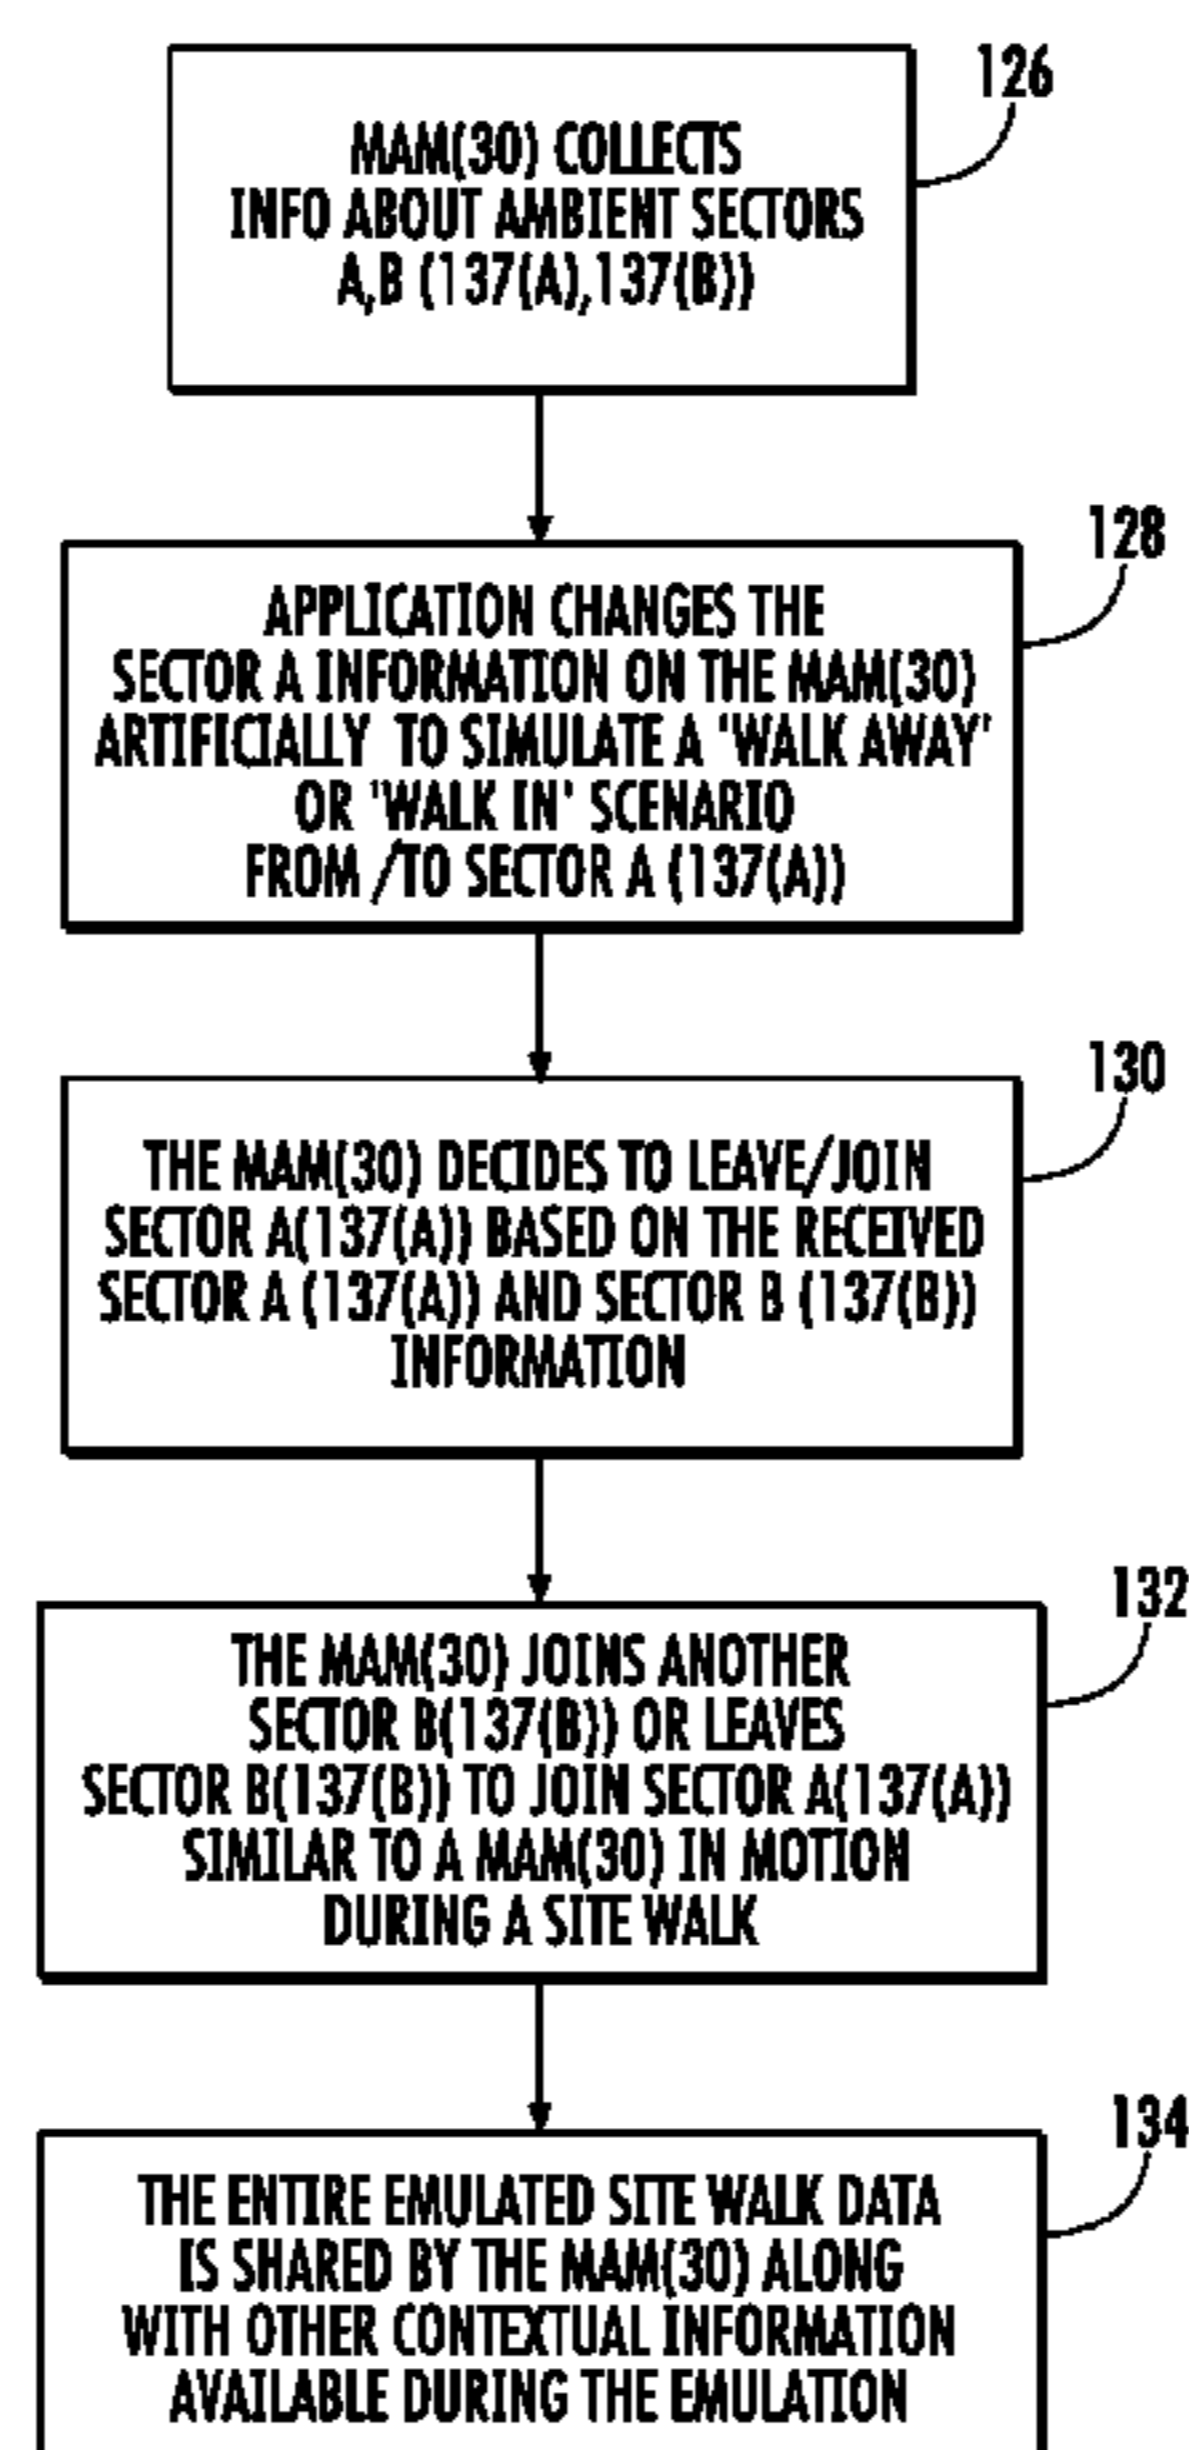 126
MAM(30) COLLECTS
INFO ABOUT AMBIENT SECTORS
A,B (137(A),137(B))
128
APPLICATION CHANGES THE
SECTOR A INFORMATION ON THE MAM(30)
ARTIFICIALLY TO SIMULATE A 'WALK AWAY'
OR 'WALK IN' SCENARIO
FROM /TO SECTOR A (137(A))
130
THE MAM(30) DECIDES TO LEAVE/JOIN
SECTOR A(137(A)) BASED ON THE RECEIVED
SECTOR A (137(A)) AND SECTOR B (137(B))
INFORMATION
132
THE MAM(30) JOINS ANOTHER
SECTOR B(137(B)) OR LEAVES
SECTOR B(137(B)) TO JOIN SECTOR A(137(A))
SIMILAR TO A MAM(30) IN MOTION
DURING A SITE WALK
134
THE ENTIRE EMULATED SITE WALK DATA
IS SHARED BY THE MAM(30) ALONG
WITH OTHER CONTEXTUAL INFORMATION
AVAILABLE DURING THE EMULATION